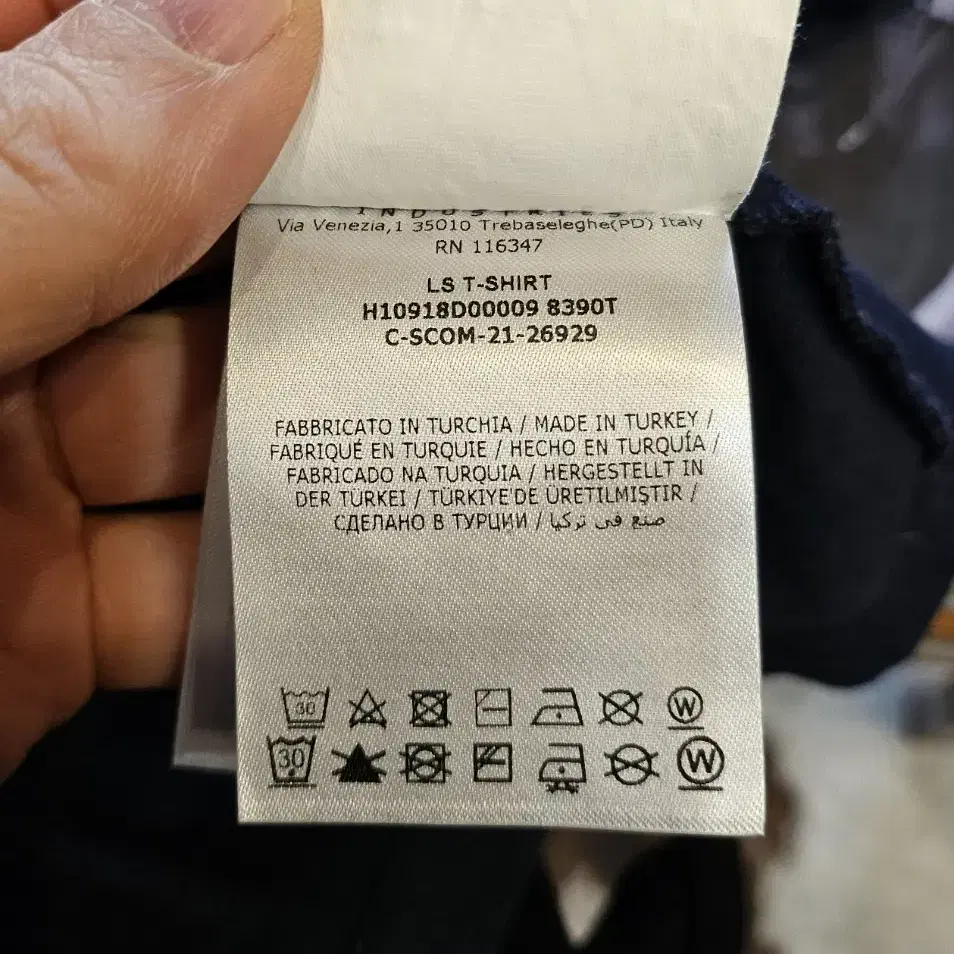 INDUSTRIES
Via Venezia,1 35010 Trebaseleghe(PD) Italy
RN 116347
LS T-SHIRT
H10918D00009 8390T
C-SCOM-21-26929
FABBRICATO IN TURCHIA / MADE IN TURKEY /
FABRIQUÉ EN TURQUIE / HECHO EN TURQUÍA /
FABRICADO NA TURQUIA / HERGESTELLT IN
DER TÜRKEI / TÜRKIYE'DE ÜRETILMIŞTIR /
СДЕЛАНО В ТУРЦИИ / صنع في تركيا
30 W
30 W